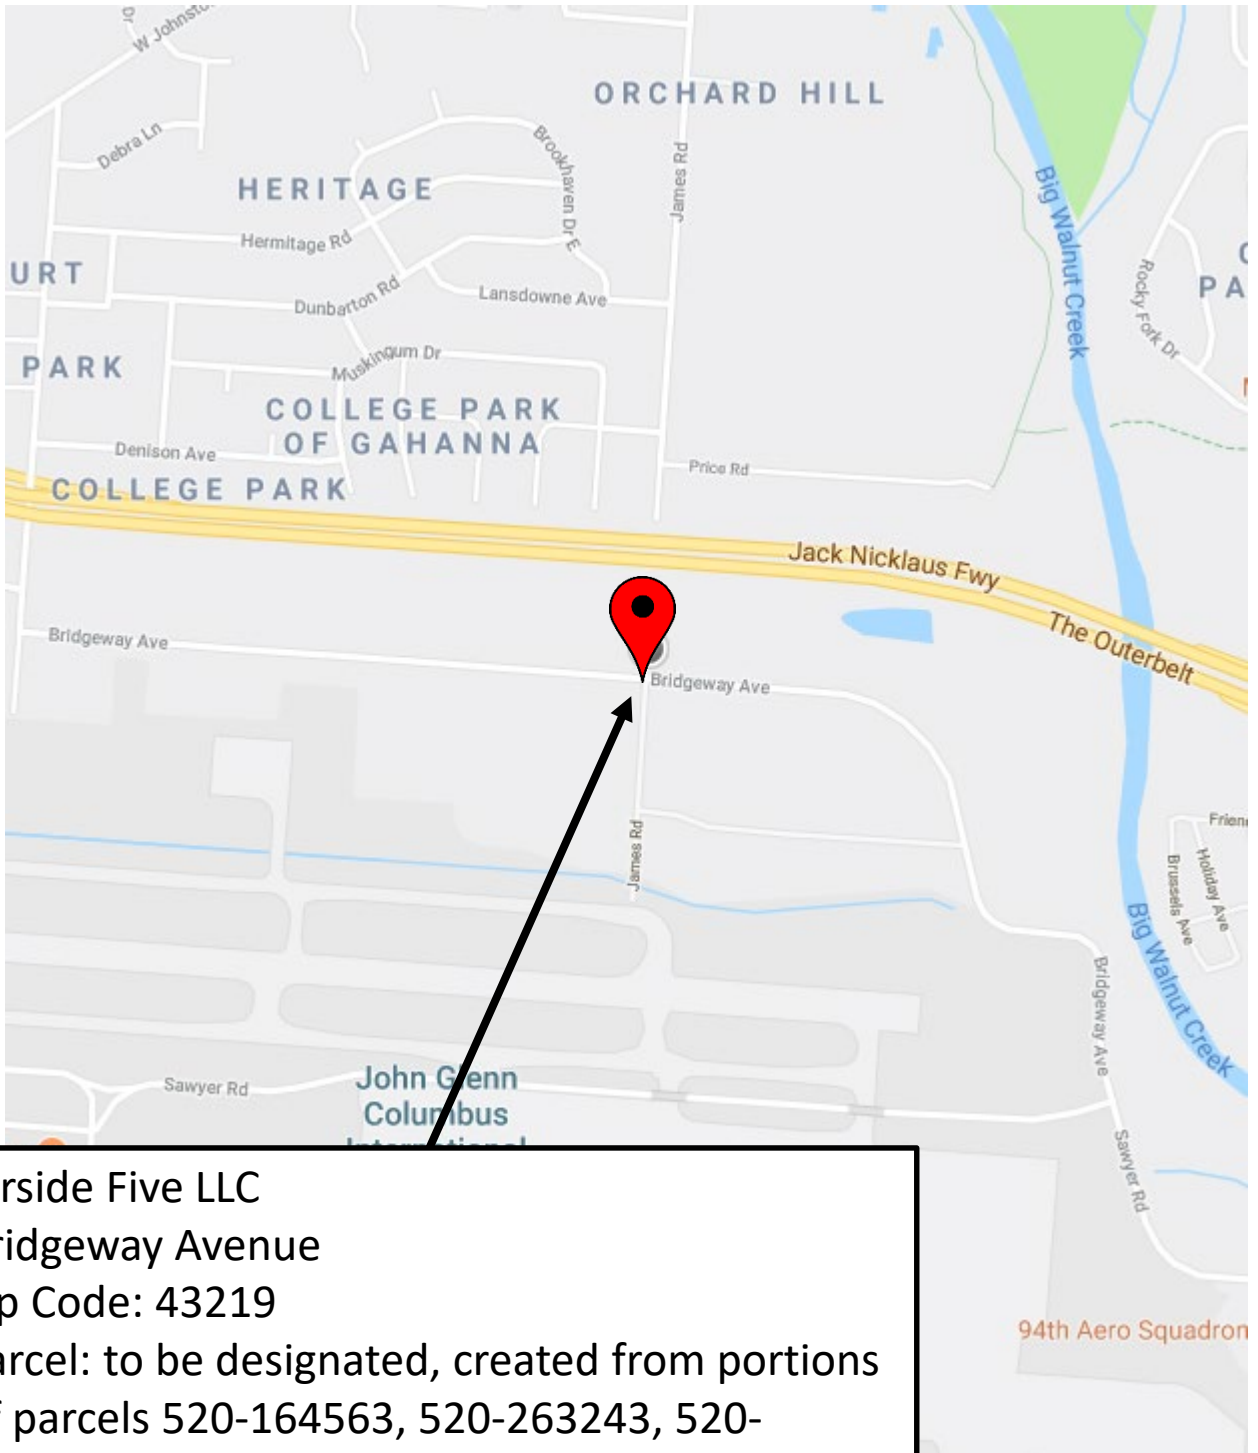 Dr
W Johnsto
ORCHARD HILL
Debra Ln
Brookhaven Dr E
James Rd
HERITAGE
Big Walnut Creek
Hermitage Rd
URT
Rocky Fork Dr
PA
Dunbarton Rd
Lansdowne Ave
PARK
Muskingum Dr
COLLEGE PARK
OF GAHANNA
Denison Ave
Price Rd
COLLEGE PARK
Jack Nicklaus Fwy
The Outerbelt
Bridgeway Ave
Bridgeway Ave
James Rd
Frien
Holiday Ave
Brussels Ave
Big Walnut Creek
Bridgeway Ave
Sawyer Rd
John Glenn
Columbus
International
Sawyer Rd
94th Aero Squadron
rside Five LLC
ridgeway Avenue
p Code: 43219
arcel: to be designated, created from portions
f parcels 520-164563, 520-263243, 520-